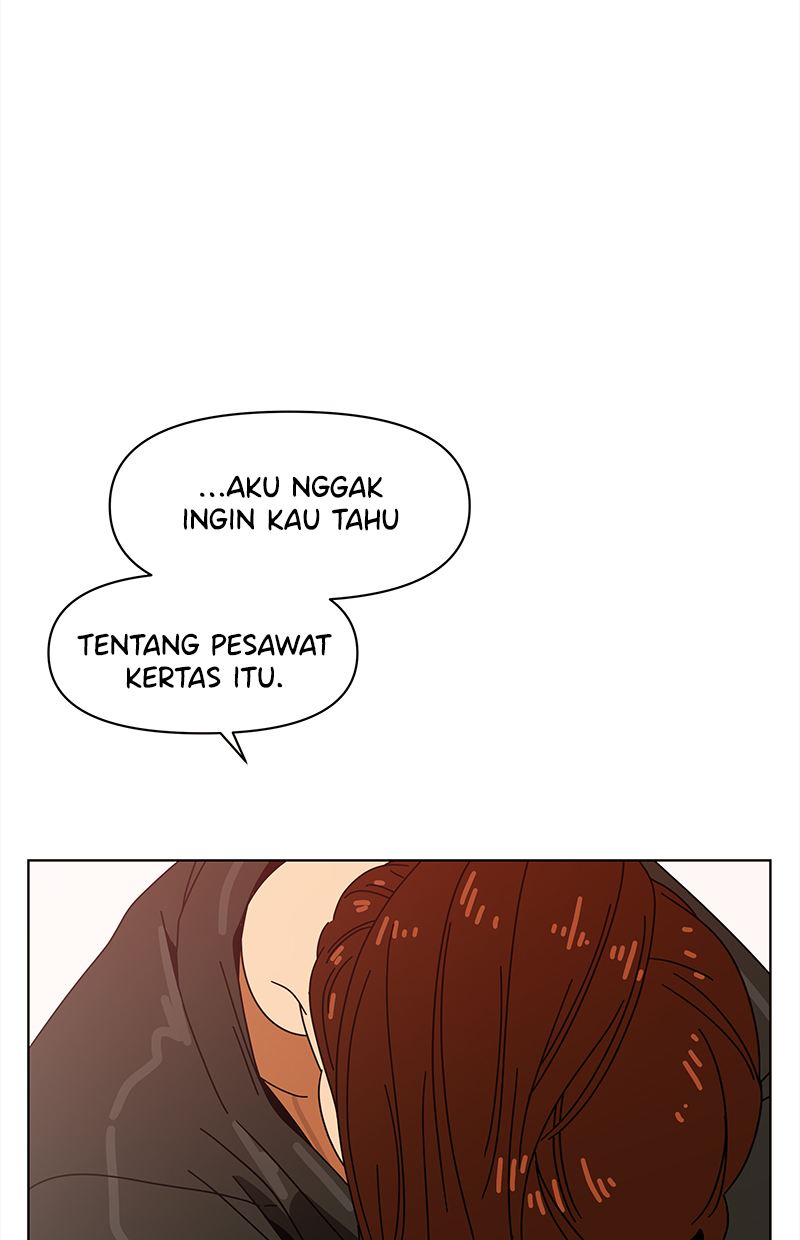 ...AKU NGGAK
INGIN KAU TAHU
TENTANG PESAWAT
KERTAS ITU.